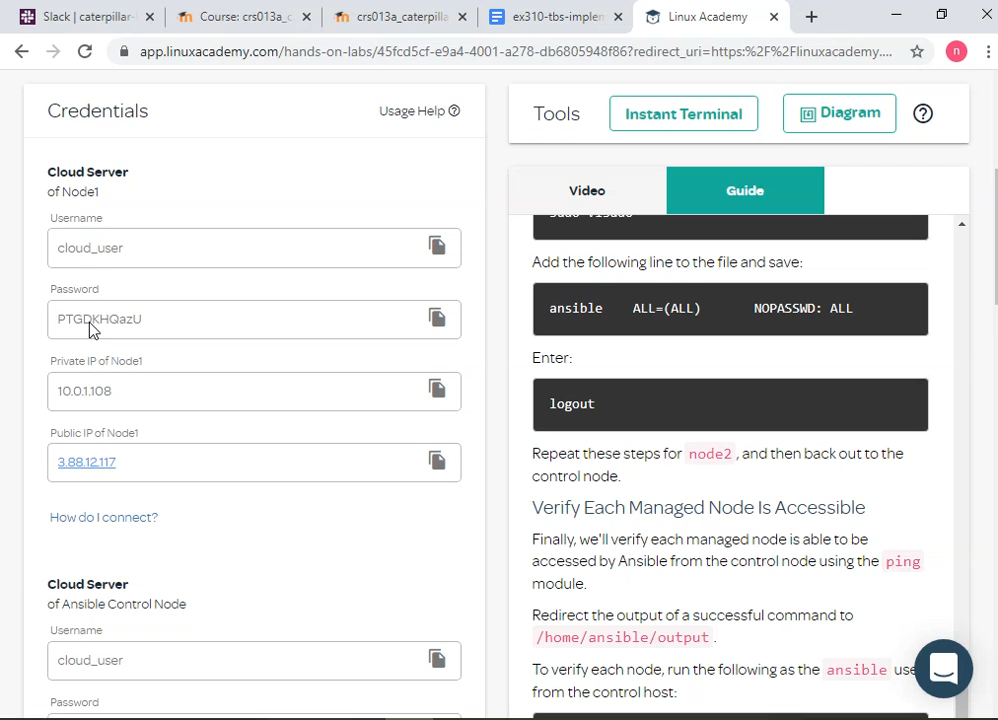 Slack | caterpillar-
Course: crs013a_c
crs013a_caterpilla
ex310-tbs-implem
Linux Academy
app.linuxacademy.com/hands-on-labs/45fcd5cf-e9a4-4001-a278-db6805948f86?redirect_uri=https:%2F%2Flinuxacademy....
n
Credentials
Usage Help
Cloud Server
of Node1
Username
cloud_user
Password
PTGDKHQazU
Private IP of Node1
10.0.1.108
Public IP of Node1
3.88.12.117
How do I connect?
Cloud Server
of Ansible Control Node
Username
cloud_user
Password
Tools
Instant Terminal
Diagram
Video
Guide
sudo visudo
Add the following line to the file and save:
ansible ALL=(ALL) NOPASSWD: ALL
Enter:
logout
Repeat these steps for node2 , and then back out to the
control node.
Verify Each Managed Node Is Accessible
Finally, we'll verify each managed node is able to be
accessed by Ansible from the control node using the ping
module.
Redirect the output of a successful command to
/home/ansible/output .
To verify each node, run the following as the ansible use
from the control host: